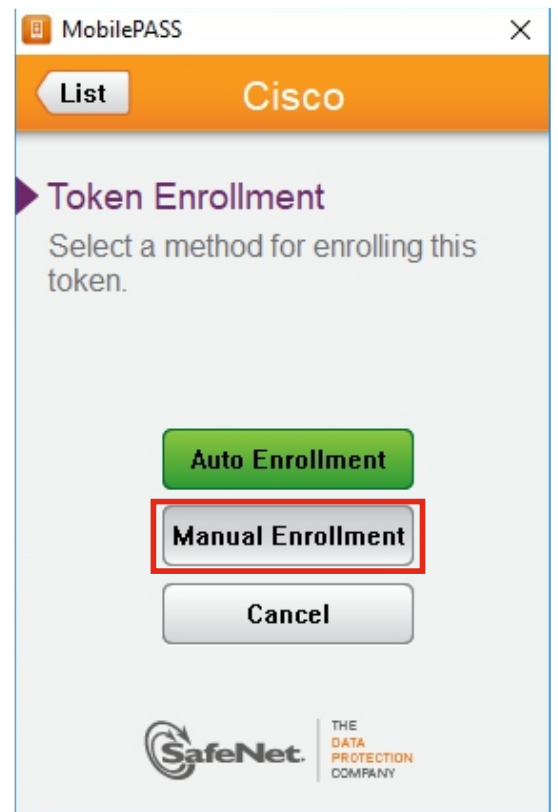 MobilePASS
List
Cisco
Token Enrollment
Select a method for enrolling this
token.
Auto Enrollment
Manual Enrollment
Cancel
SafeNet.
THE
DATA
PROTECTION
COMPANY